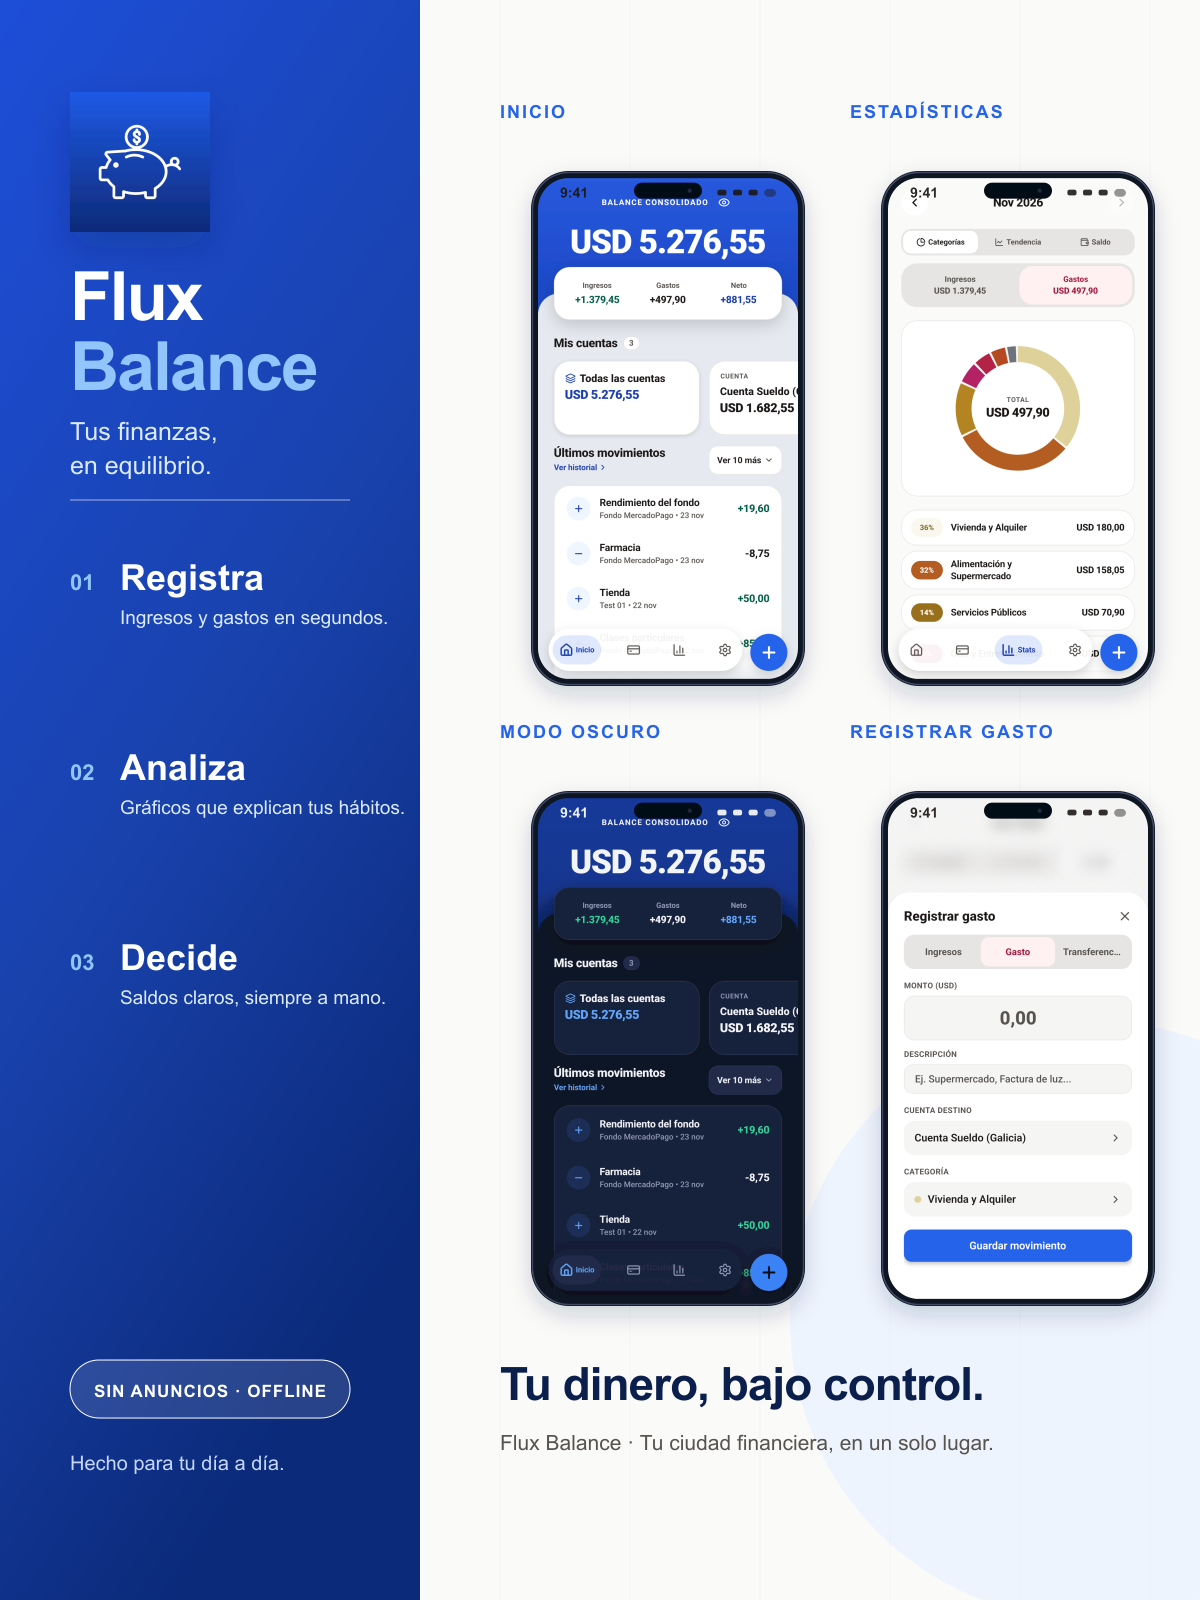 Flux
Balance
Tus finanzas,
en equilibrio.
01 Registra
Ingresos y gastos en segundos.
02 Analiza
Gráficos que explican tus hábitos.
03 Decide
Saldos claros, siempre a mano.
SIN ANUNCIOS · OFFLINE
Hecho para tu día a día.
INICIO
9:41
BALANCE CONSOLIDADO
USD 5.276,55
Ingresos Gastos Neto
+1.379,45 +497,90 +881,55
Mis cuentas 3
Todas las cuentas
USD 5.276,55
CUENTA
Cuenta Sueldo (
USD 1.682,55
Últimos movimientos
Ver historial
Ver 10 más
Rendimiento del fondo +19,60
Fondo MercadoPago • 23 nov
Farmacia -8,75
Fondo MercadoPago • 23 nov
Tienda +50,00
Test 01 • 22 nov
Clases particulares +85
Inicio
ESTADÍSTICAS
9:41
Nov 2026
Categorías Tendencia Saldo
Ingresos Gastos
USD 1.379,45 USD 497,90
TOTAL
USD 497,90
36% Vivienda y Alquiler USD 180,00
32% Alimentación y
Supermercado USD 158,05
14% Servicios Públicos USD 70,90
Stats
MODO OSCURO
9:41
BALANCE CONSOLIDADO
USD 5.276,55
Ingresos Gastos Neto
+1.379,45 +497,90 +881,55
Mis cuentas 3
Todas las cuentas
USD 5.276,55
CUENTA
Cuenta Sueldo (
USD 1.682,55
Últimos movimientos
Ver historial
Ver 10 más
Rendimiento del fondo +19,60
Fondo MercadoPago • 23 nov
Farmacia -8,75
Fondo MercadoPago • 23 nov
Tienda +50,00
Test 01 • 22 nov
Inicio
REGISTRAR GASTO
9:41
Registrar gasto
Ingresos Gasto Transferenc...
MONTO (USD)
0,00
DESCRIPCIÓN
Ej. Supermercado, Factura de luz...
CUENTA DESTINO
Cuenta Sueldo (Galicia)
CATEGORÍA
Vivienda y Alquiler
Guardar movimiento
Tu dinero, bajo control.
Flux Balance · Tu ciudad financiera, en un solo lugar.